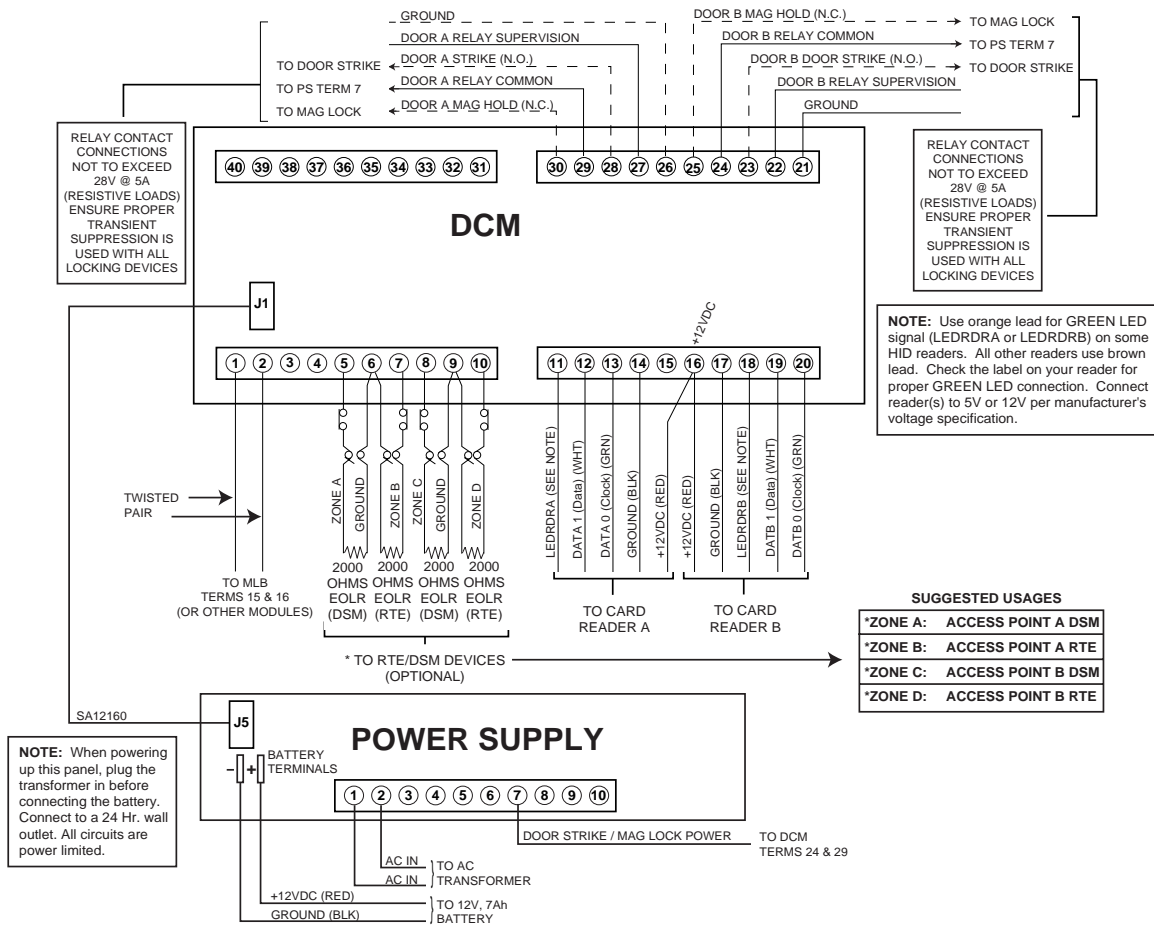 GROUND
DOOR A RELAY SUPERVISION
TO DOOR STRIKE
DOOR A STRIKE (N.O.)
TO PS TERM 7
DOOR A RELAY COMMON
TO MAG LOCK
DOOR A MAG HOLD (N.C.)
DOOR B MAG HOLD (N.C.)
TO MAG LOCK
DOOR B RELAY COMMON
TO PS TERM 7
DOOR B DOOR STRIKE (N.O.)
TO DOOR STRIKE
DOOR B RELAY SUPERVISION
GROUND
RELAY CONTACT
CONNECTIONS
NOT TO EXCEED
28V @ 5A
(RESISTIVE LOADS)
ENSURE PROPER
TRANSIENT
SUPPRESSION IS
USED WITH ALL
LOCKING DEVICES
40 39 38 37 36 35 34 33 32 31
30 29 28 27 26 25 24 23 22 21
RELAY CONTACT
CONNECTIONS
NOT TO EXCEED
28V @ 5A
(RESISTIVE LOADS)
ENSURE PROPER
TRANSIENT
SUPPRESSION IS
USED WITH ALL
LOCKING DEVICES
DCM
J1
+12VDC
1 2 3 4 5 6 7 8 9 10
11 12 13 14 15 16 17 18 19 20
NOTE: Use orange lead for GREEN LED
signal (LEDRDRA or LEDRDRB) on some
HID readers. All other readers use brown
lead. Check the label on your reader for
proper GREEN LED connection. Connect
reader(s) to 5V or 12V per manufacturer's
voltage specification.
TWISTED
PAIR
TO MLB
TERMS 15 & 16
(OR OTHER MODULES)
ZONE A
GROUND
ZONE B
ZONE C
GROUND
ZONE D
2000
OHMS
EOLR
(DSM)
2000
OHMS
EOLR
(RTE)
2000
OHMS
EOLR
(DSM)
2000
OHMS
EOLR
(RTE)
* TO RTE/DSM DEVICES
(OPTIONAL)
LEDRDRA (SEE NOTE)
DATA 1 (Data) (WHT)
DATA 0 (Clock) (GRN)
GROUND (BLK)
+12VDC (RED)
+12VDC (RED)
GROUND (BLK)
LEDRDRB (SEE NOTE)
DATB 1 (Data) (WHT)
DATB 0 (Clock) (GRN)
TO CARD
READER A
TO CARD
READER B
SUGGESTED USAGES
*ZONE A: ACCESS POINT A DSM
*ZONE B: ACCESS POINT A RTE
*ZONE C: ACCESS POINT B DSM
*ZONE D: ACCESS POINT B RTE
SA12160
NOTE: When powering
up this panel, plug the
transformer in before
connecting the battery.
Connect to a 24 Hr. wall
outlet. All circuits are
power limited.
J5
POWER SUPPLY
– +
BATTERY
TERMINALS
1 2 3 4 5 6 7 8 9 10
DOOR STRIKE / MAG LOCK POWER
TO DCM
TERMS 24 & 29
AC IN
AC IN
TO AC
TRANSFORMER
+12VDC (RED)
GROUND (BLK)
TO 12V, 7Ah
BATTERY